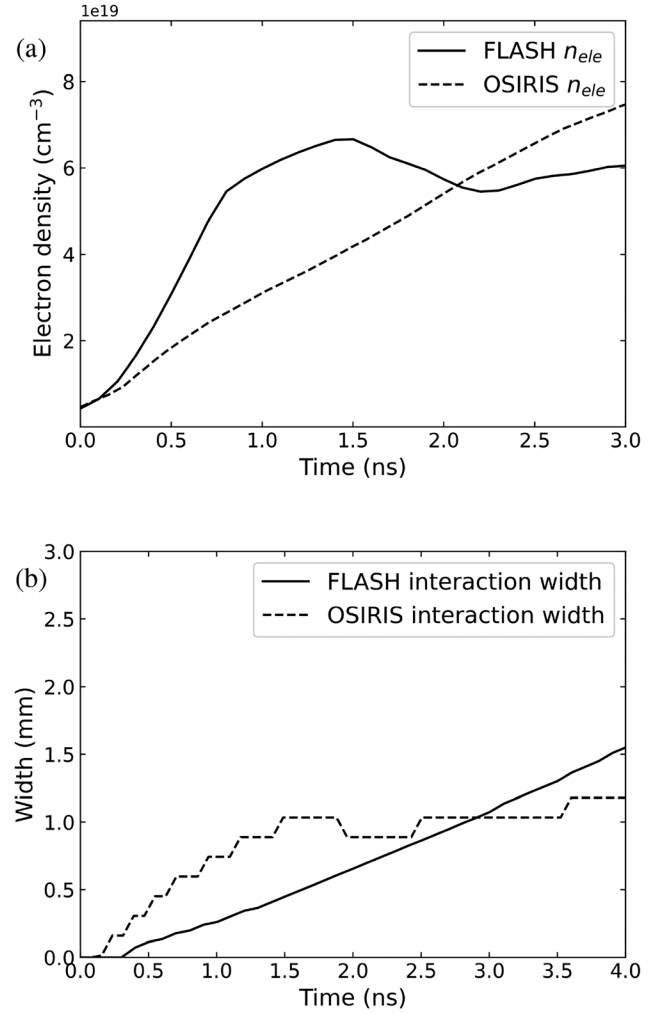 1e19
(a)
FLASH nₑₗₑ
OSIRIS nₑₗₑ
Electron density (cm⁻³)
8
6
4
2
0.0 0.5 1.0 1.5 2.0 2.5 3.0
Time (ns)
(b)
FLASH interaction width
OSIRIS interaction width
Width (mm)
3.0
2.5
2.0
1.5
1.0
0.5
0.0
0.0 0.5 1.0 1.5 2.0 2.5 3.0 3.5 4.0
Time (ns)